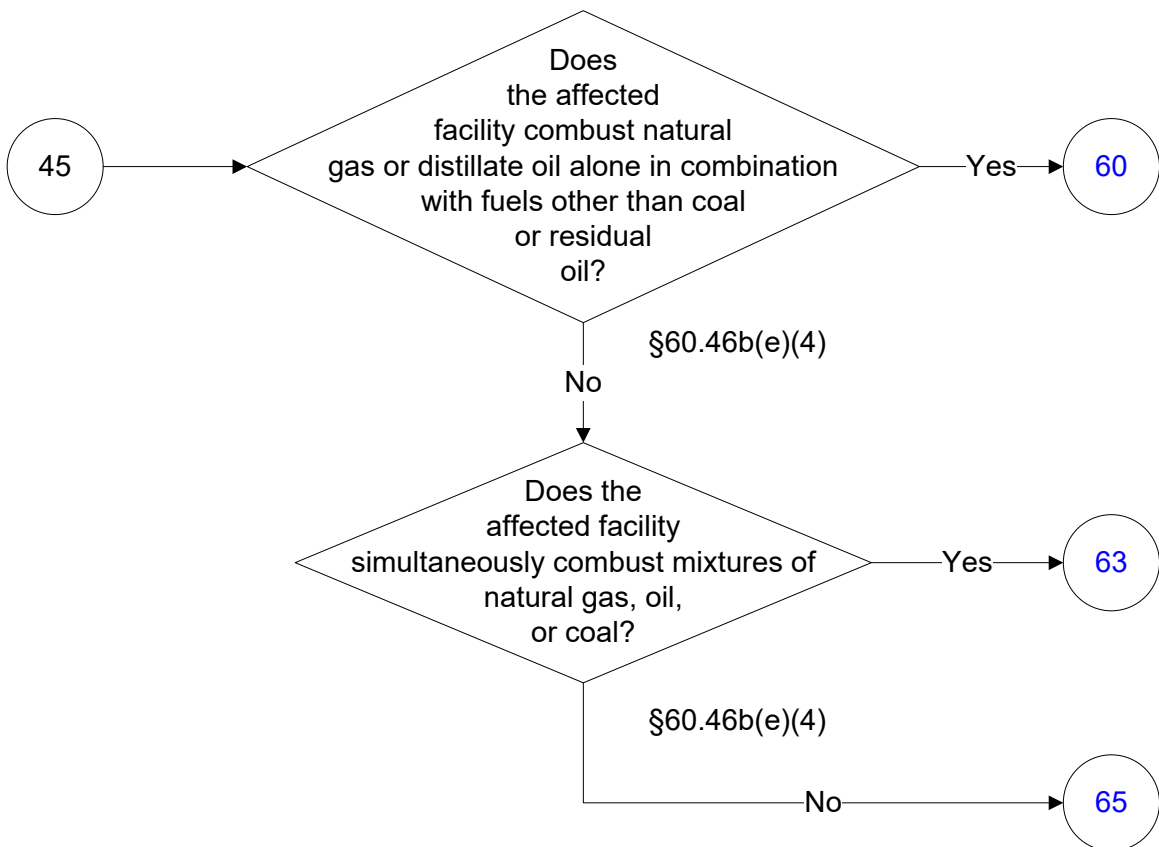 Does
the affected
facility combust natural
45
gas or distillate oil alone in combination
Yes
60
with fuels other than coal
or residual
oil?
§60.46b(e)(4)
No
Does the
affected facility
simultaneously combust mixtures of
Yes
63
natural gas, oil,
or coal?
§60.46b(e)(4)
No
65